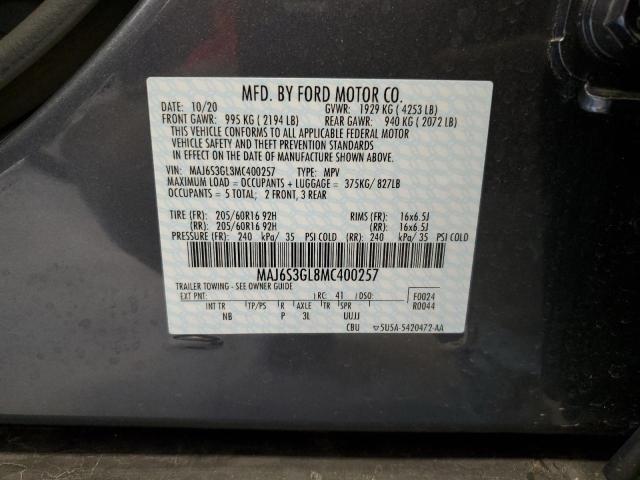 MFD. BY FORD MOTOR CO.
DATE: 10/20 GVWR: 1929 KG ( 4253 LB)
FRONT GAWR: 995 KG ( 2194 LB) REAR GAWR: 940 KG ( 2072 LB)
THIS VEHICLE CONFORMS TO ALL APPLICABLE FEDERAL MOTOR
VEHICLE SAFETY AND THEFT PREVENTION STANDARDS
IN EFFECT ON THE DATE OF MANUFACTURE SHOWN ABOVE.
VIN: MAJ6S3GL8MC400257 TYPE: MPV
MAXIMUM LOAD = OCCUPANTS + LUGGAGE = 375KG/ 827LB
OCCUPANTS = 5 TOTAL; 2 FRONT, 3 REAR
TIRE (FR): 205/60R16 92H RIMS (FR): 16x6.5J
(RR): 205/60R16 92H (RR): 16x6.5J
PRESSURE (FR): 240 kPa/ 35 PSI COLD (RR): 240 kPa/ 35 PSI COLD
MAJ6S3GL8MC400257
TRAILER TOWING - SEE OWNER GUIDE
EXT PNT: RC: 41 DSO: F0024
INT TR TP/PS R AXLE TR SPR R0044
NB P 3L UUJJ
CBU 5U5A-5420472-AA